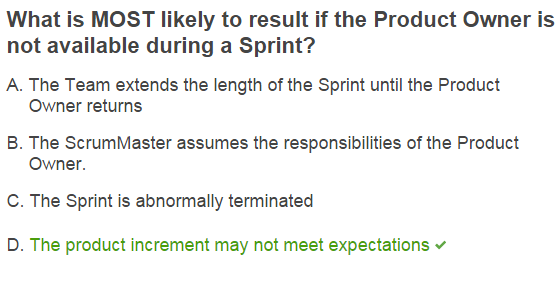 What is MOST likely to result if the Product Owner is
not available during a Sprint?
A. The Team extends the length of the Sprint until the Product
Owner returns
B. The ScrumMaster assumes the responsibilities of the Product
Owner.
C. The Sprint is abnormally terminated
D. The product increment may not meet expectations ✓